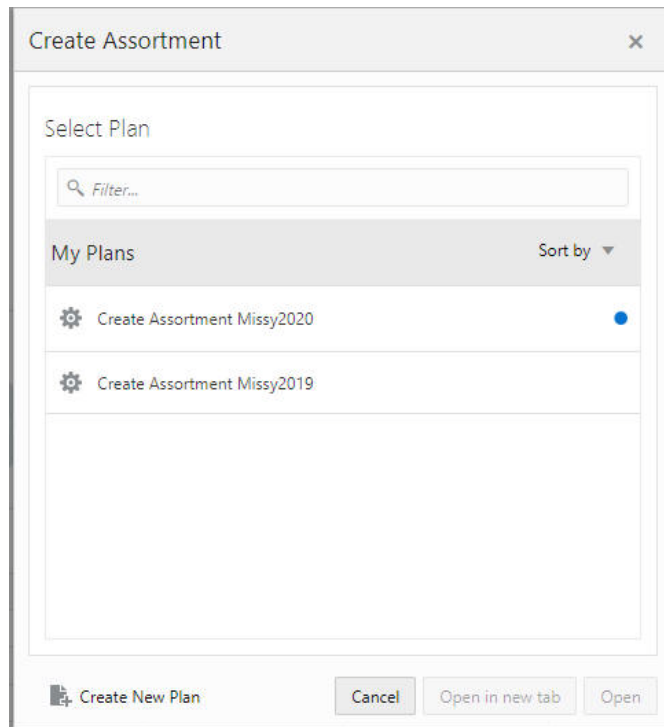 Create Assortment
Select Plan
Filter...
My Plans Sort by
Create Assortment Missy2020
Create Assortment Missy2019
Create New Plan Cancel Open in new tab Open